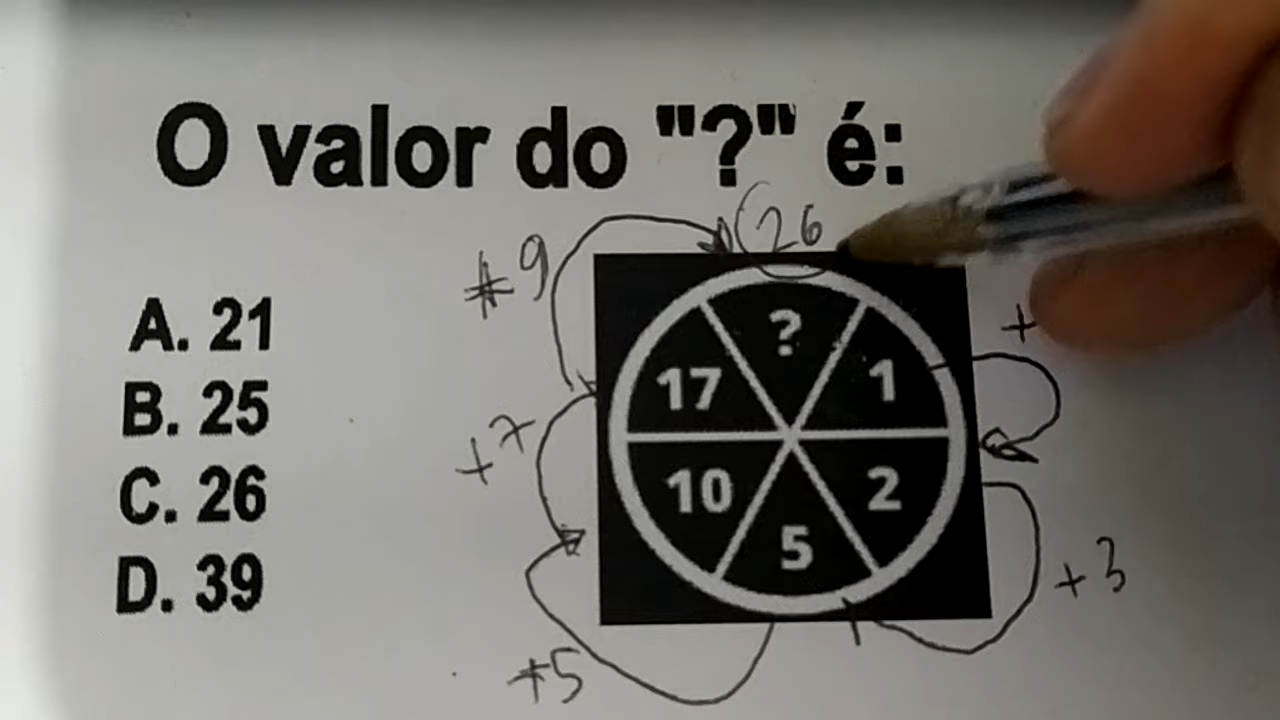 O valor do "?" é:
26
+9
A. 21
B. 25
C. 26
D. 39
?
17
1
+
+7
10
2
5
+3
+5